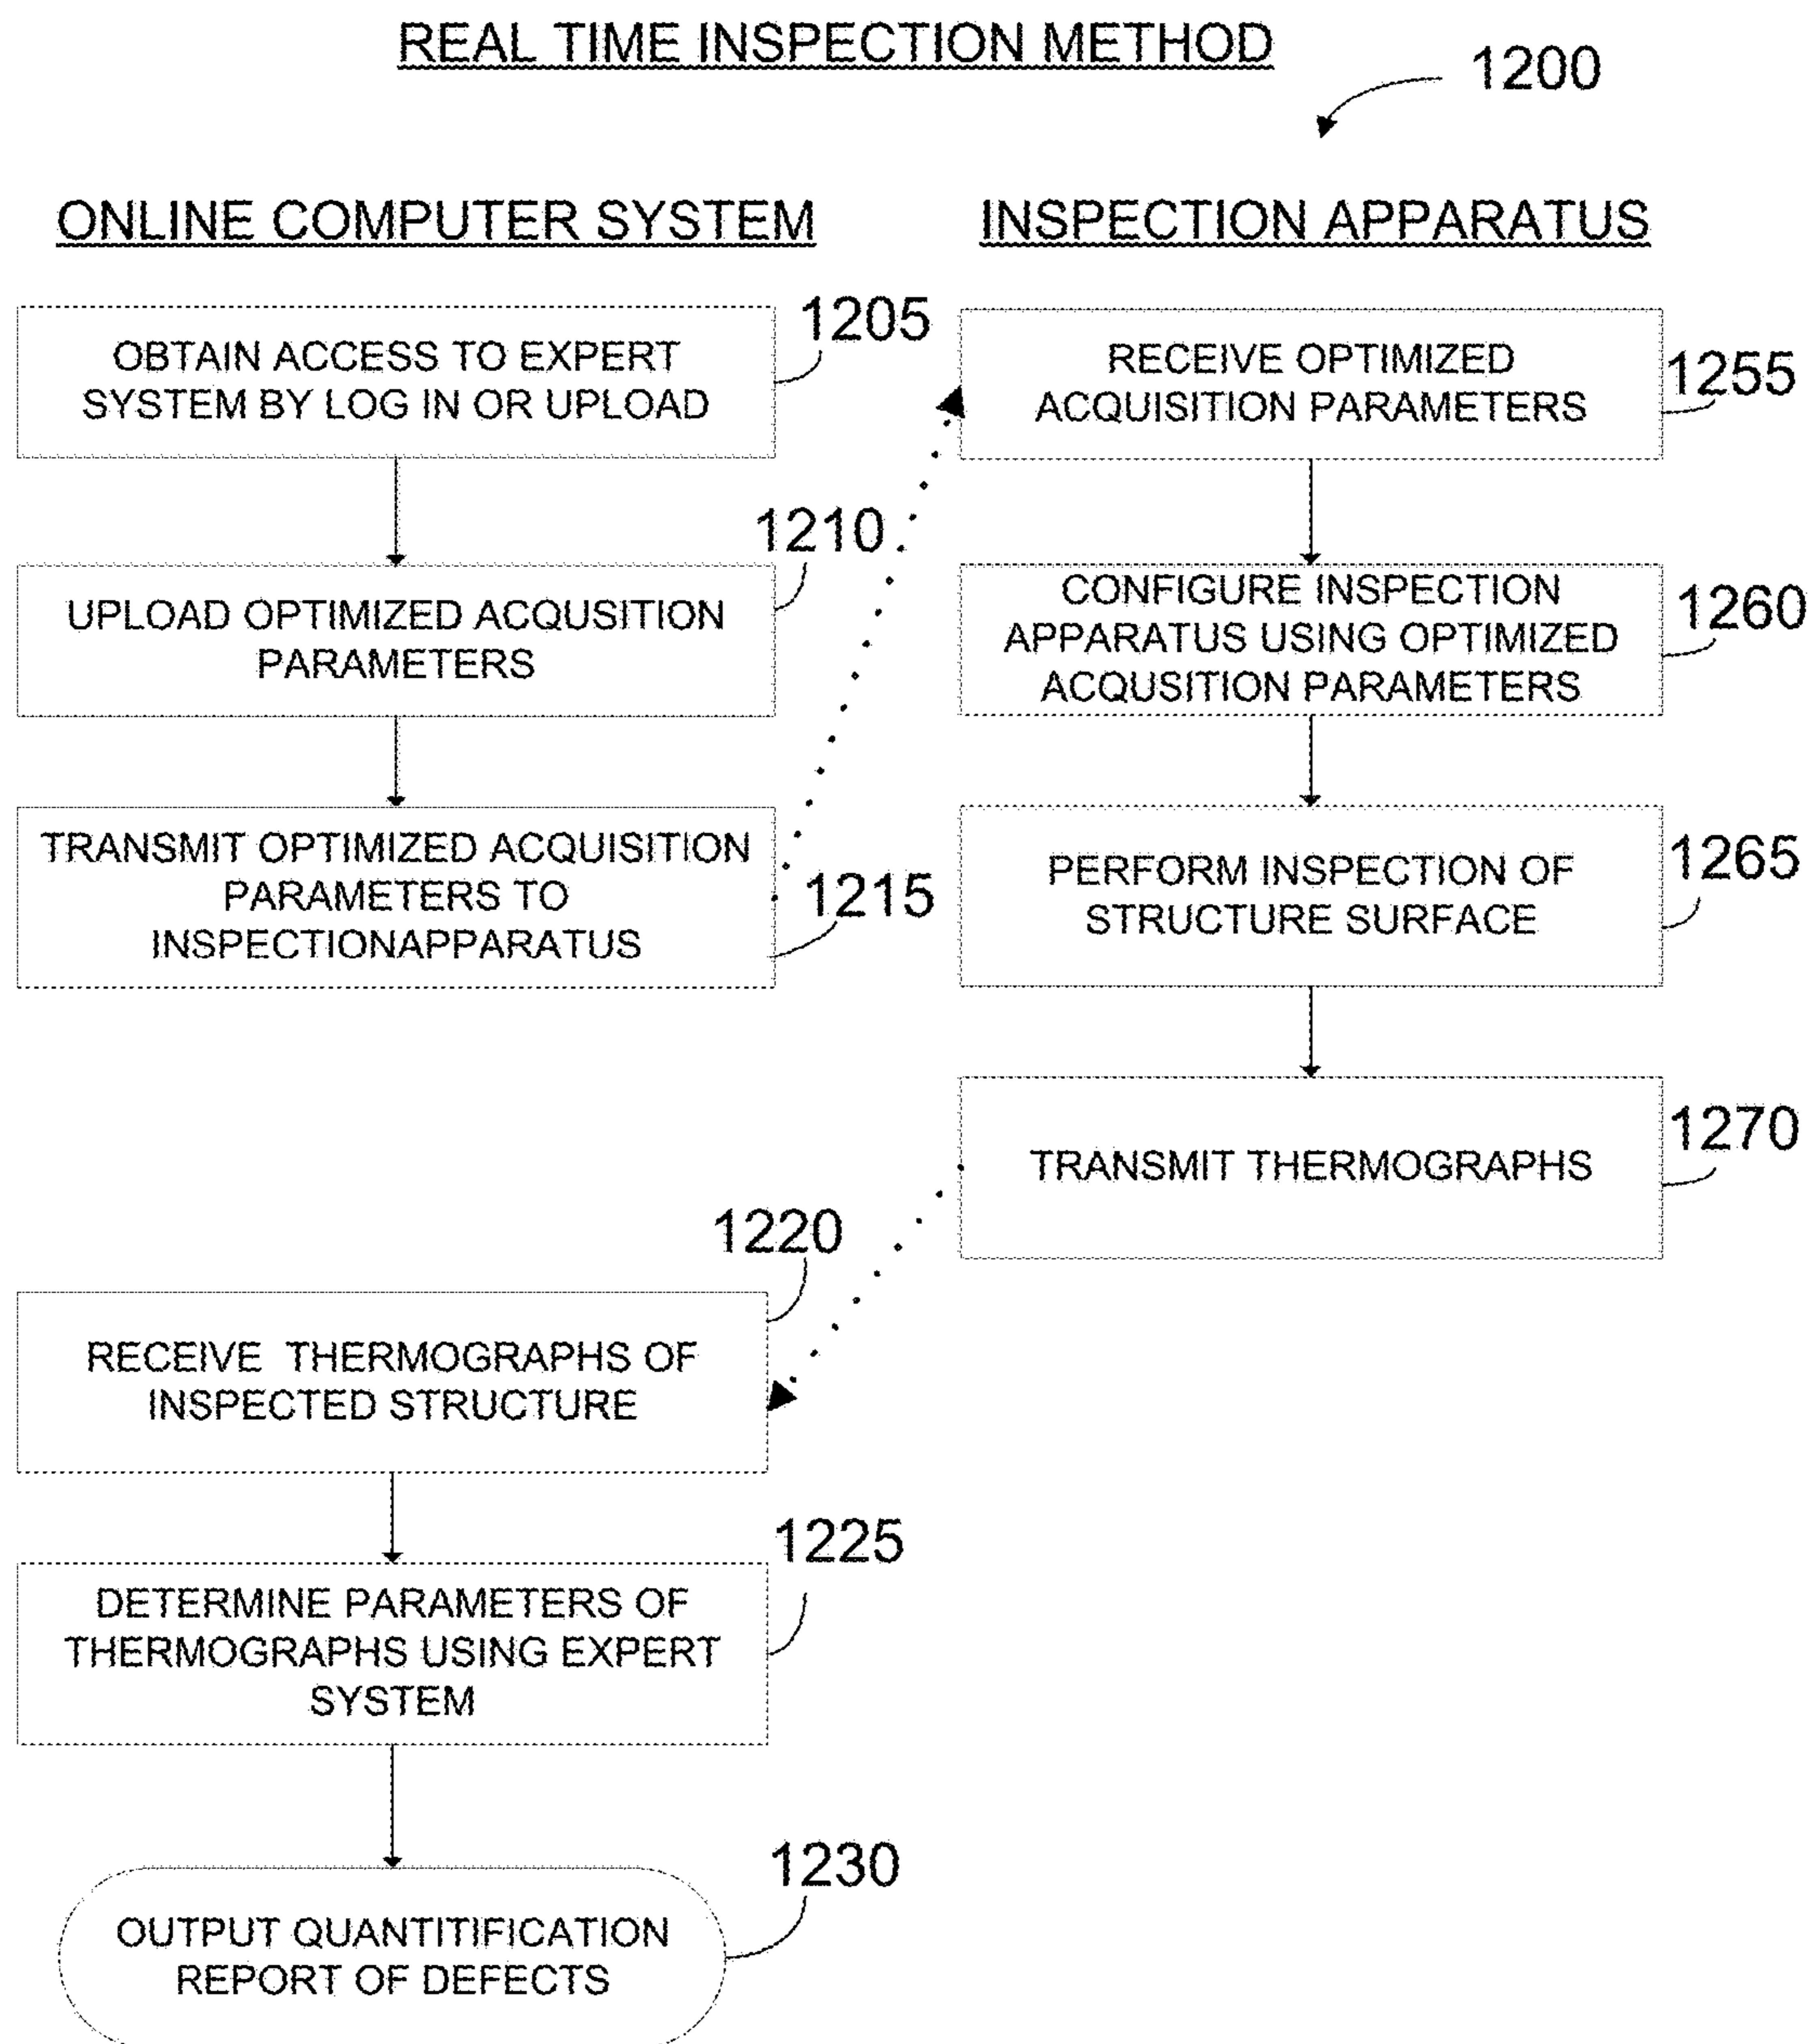 REAL TIME INSPECTION METHOD
1200
ONLINE COMPUTER SYSTEM
OBTAIN ACCESS TO EXPERT
SYSTEM BY LOG IN OR UPLOAD
1205
UPLOAD OPTIMIZED ACQUSITION
PARAMETERS
1210
TRANSMIT OPTIMIZED ACQUISITION
PARAMETERS TO
INSPECTIONAPPARATUS
1215
INSPECTION APPARATUS
RECEIVE OPTIMIZED
ACQUISITION PARAMETERS
1255
CONFIGURE INSPECTION
APPARATUS USING OPTIMIZED
ACQUSITION PARAMETERS
1260
PERFORM INSPECTION OF
STRUCTURE SURFACE
1265
TRANSMIT THERMOGRAPHS
1270
RECEIVE  THERMOGRAPHS OF
INSPECTED STRUCTURE
1220
DETERMINE PARAMETERS OF
THERMOGRAPHS USING EXPERT
SYSTEM
1225
OUTPUT QUANTITIFICATION
REPORT OF DEFECTS
1230